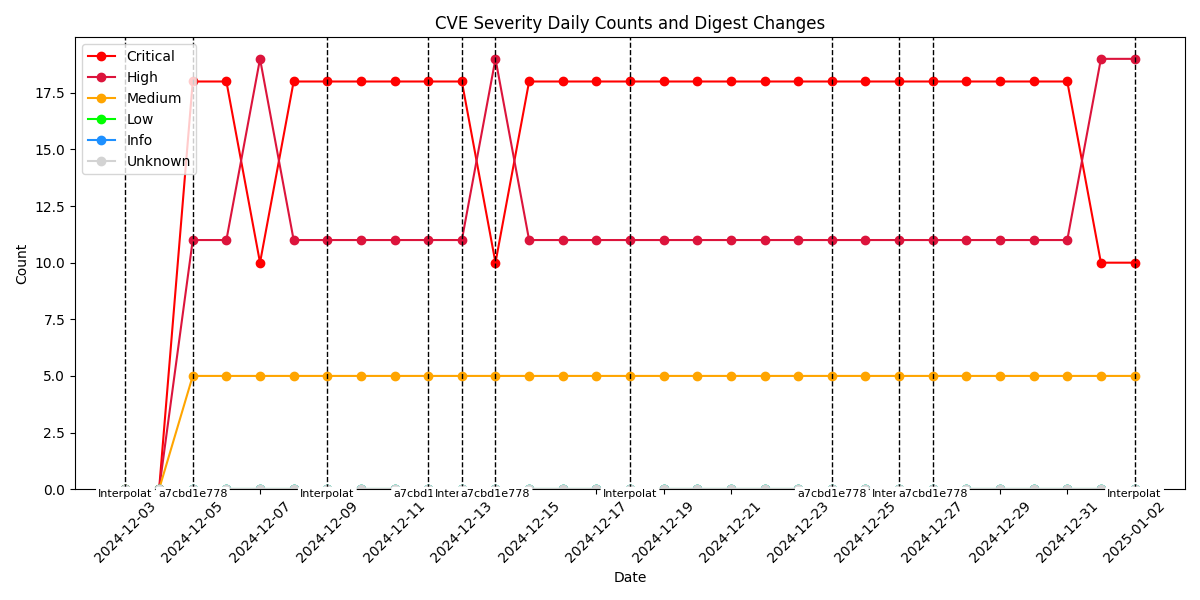 CVE Severity Daily Counts and Digest Changes
Critical
High
Medium
Low
Info
Unknown
Count
17.5
15.0
12.5
10.0
7.5
5.0
2.5
0.0
Interpolat
a7cbd1e778
Interpolat
a7cbd1
Inter
a7cbd1e778
Interpolat
a7cbd1e778
Inter
a7cbd1e778
Interpolat
2024-12-03
2024-12-05
2024-12-07
2024-12-09
2024-12-11
2024-12-13
2024-12-15
2024-12-17
2024-12-19
2024-12-21
2024-12-23
2024-12-25
2024-12-27
2024-12-29
2024-12-31
2025-01-02
Date